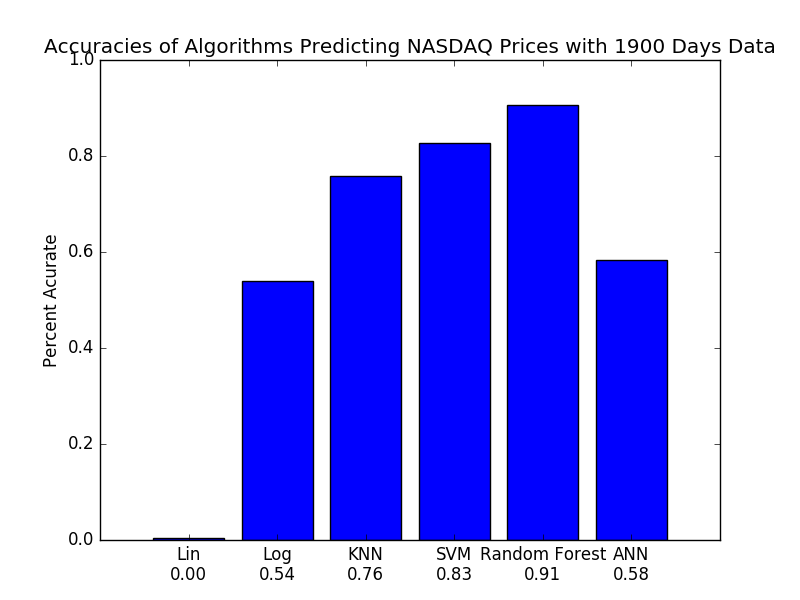 Accuracies of Algorithms Predicting NASDAQ Prices with 1900 Days Data
1.0
0.8
0.6
0.4
0.2
0.0
Percent Acurate
Lin Log KNN SVM Random Forest ANN
0.00 0.54 0.76 0.83 0.91 0.58